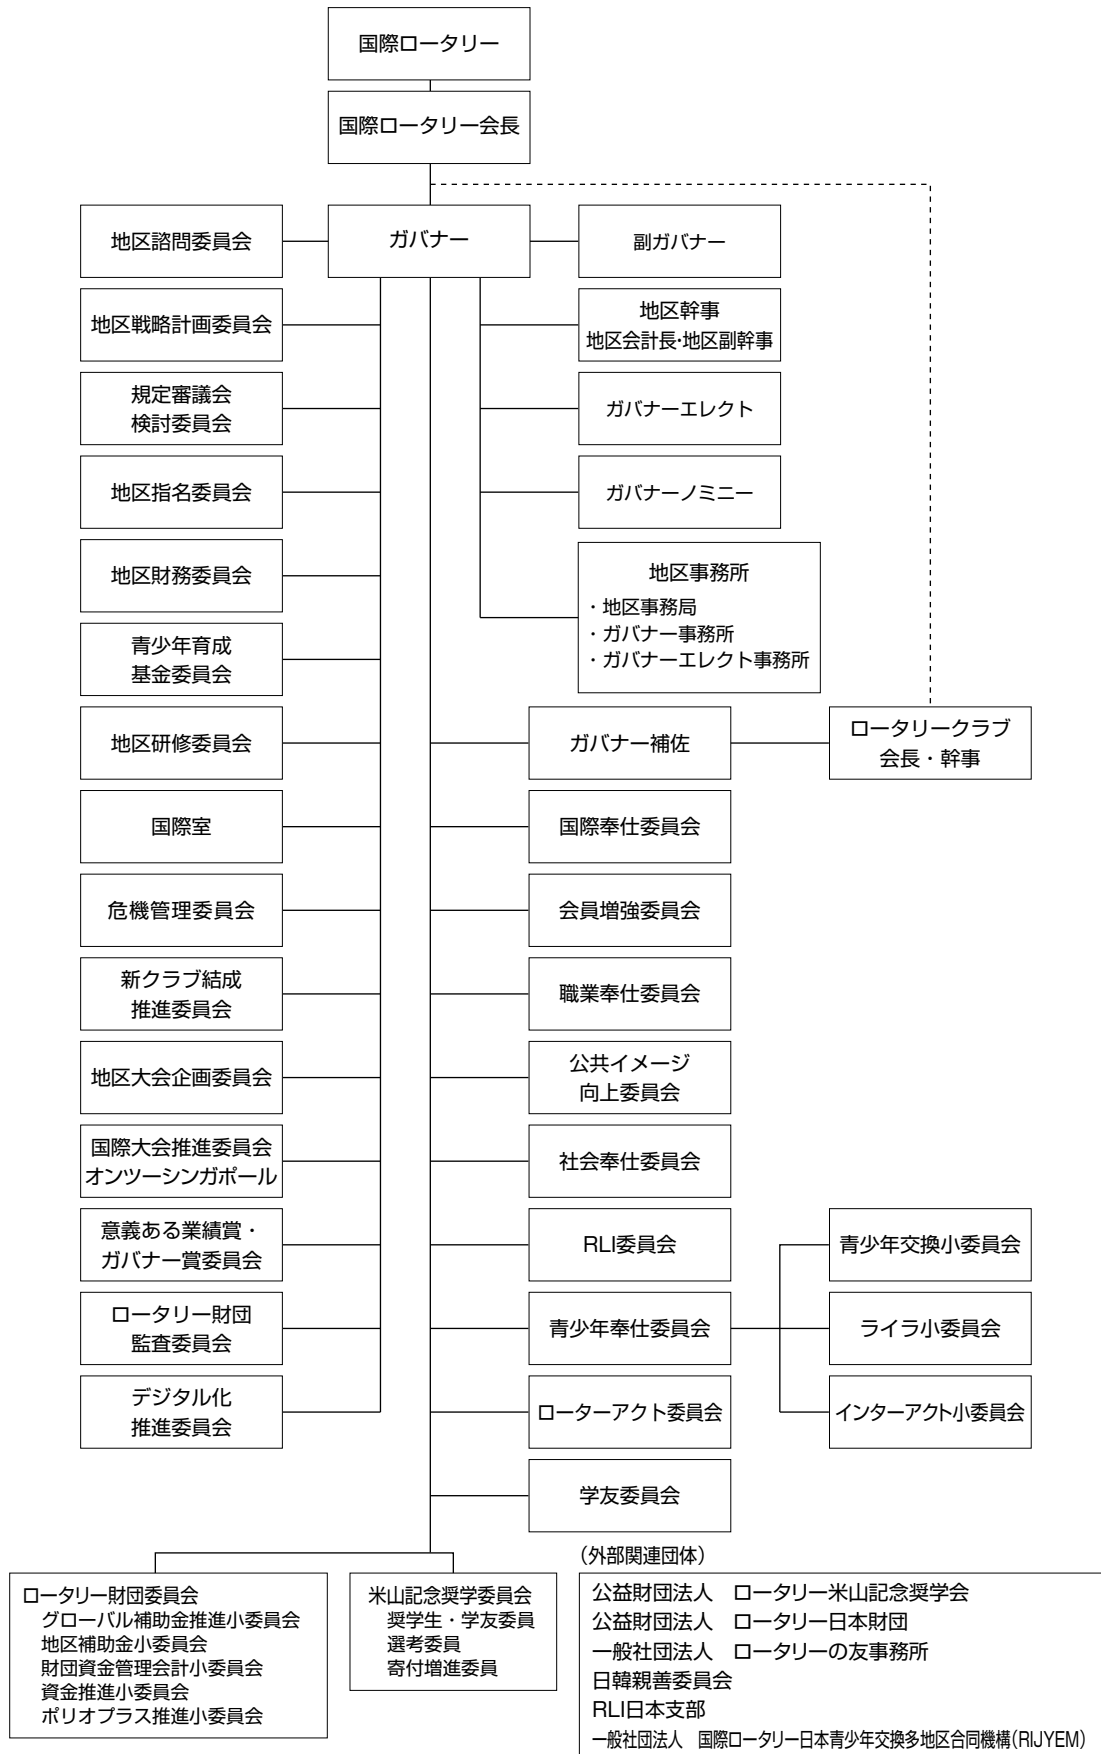 国際ロータリー
国際ロータリー会長
地区諮問委員会
ガバナー
副ガバナー
地区戦略計画委員会
地区幹事
地区会計長・地区副幹事
規定審議会
検討委員会
ガバナーエレクト
地区指名委員会
ガバナーノミニー
地区財務委員会
地区事務所
・地区事務局
・ガバナー事務所
・ガバナーエレクト事務所
青少年育成
基金委員会
地区研修委員会
ガバナー補佐
ロータリークラブ
会長・幹事
国際室
国際奉仕委員会
危機管理委員会
会員増強委員会
新クラブ結成
推進委員会
職業奉仕委員会
地区大会企画委員会
公共イメージ
向上委員会
国際大会推進委員会
オンツーシンガポール
社会奉仕委員会
意義ある業績賞・
ガバナー賞委員会
RLI委員会
青少年交換小委員会
ロータリー財団
監査委員会
青少年奉仕委員会
ライラ小委員会
デジタル化
推進委員会
ローターアクト委員会
インターアクト小委員会
学友委員会
ロータリー財団委員会
グローバル補助金推進小委員会
地区補助金小委員会
財団資金管理会計小委員会
資金推進小委員会
ポリオプラス推進小委員会
米山記念奨学委員会
奨学生・学友委員
選考委員
寄付増進委員
（外部関連団体）
公益財団法人　ロータリー米山記念奨学会
公益財団法人　ロータリー日本財団
一般社団法人　ロータリーの友事務所
日韓親善委員会
RLI日本支部
一般社団法人　国際ロータリー日本青少年交換多地区合同機構（RIJYEM）